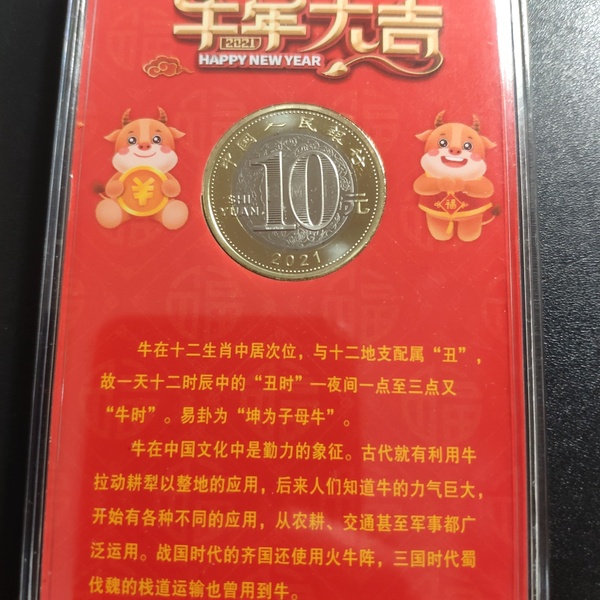 牛年大吉
2021
HAPPY NEW YEAR
中国人民银行
10
SHI
YUAN
元
2021
¥
福
牛在十二生肖中居次位，与十二地支配属“丑”，
故一天十二时辰中的“丑时”—夜间一点至三点又
“牛时”。易卦为“坤为子母牛”。
牛在中国文化中是勤力的象征。古代就有利用牛
拉动耕犁以整地的应用，后来人们知道牛的力气巨大，
开始有各种不同的应用，从农耕、交通甚至军事都广
泛运用。战国时代的齐国还使用火牛阵，三国时代蜀
伐魏的栈道运输也曾用到牛。